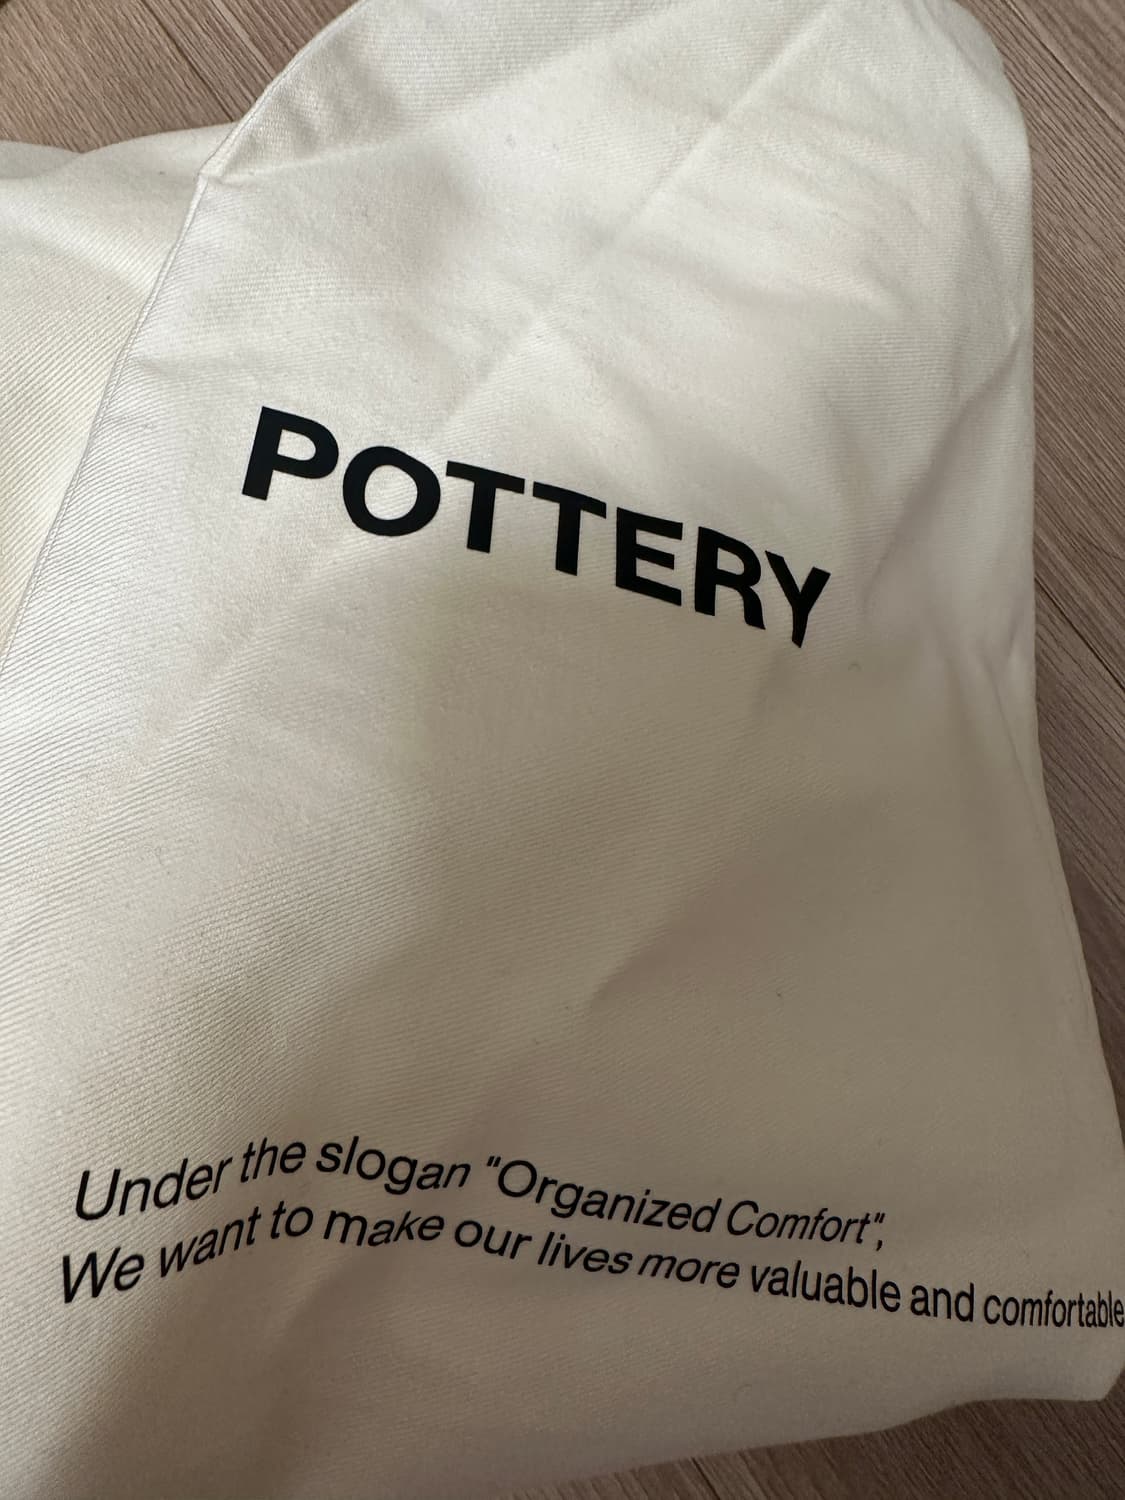 POTTERY
Under the slogan "Organized Comfort",
We want to make our lives more valuable and comfortable